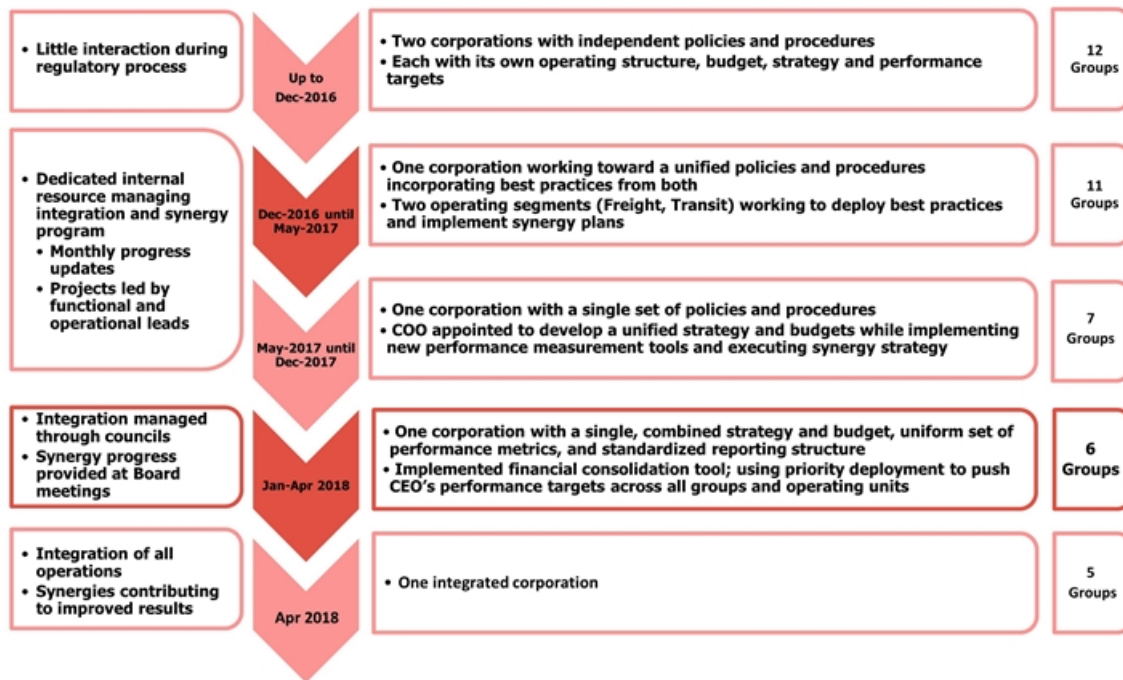 • Little interaction during
regulatory process
Up to
Dec-2016
• Two corporations with independent policies and procedures
• Each with its own operating structure, budget, strategy and performance
targets
12
Groups
• Dedicated internal
resource managing
integration and synergy
program
• Monthly progress
updates
• Projects led by
functional and
operational leads
Dec-2016 until
May-2017
• One corporation working toward a unified policies and procedures
incorporating best practices from both
• Two operating segments (Freight, Transit) working to deploy best practices
and implement synergy plans
11
Groups
May-2017 until
Dec-2017
• One corporation with a single set of policies and procedures
• COO appointed to develop a unified strategy and budgets while implementing
new performance measurement tools and executing synergy strategy
7
Groups
• Integration managed
through councils
• Synergy progress
provided at Board
meetings
Jan-Apr 2018
• One corporation with a single, combined strategy and budget, uniform set of
performance metrics, and standardized reporting structure
• Implemented financial consolidation tool; using priority deployment to push
CEO’s performance targets across all groups and operating units
6
Groups
• Integration of all
operations
• Synergies contributing
to improved results
Apr 2018
• One integrated corporation
5
Groups